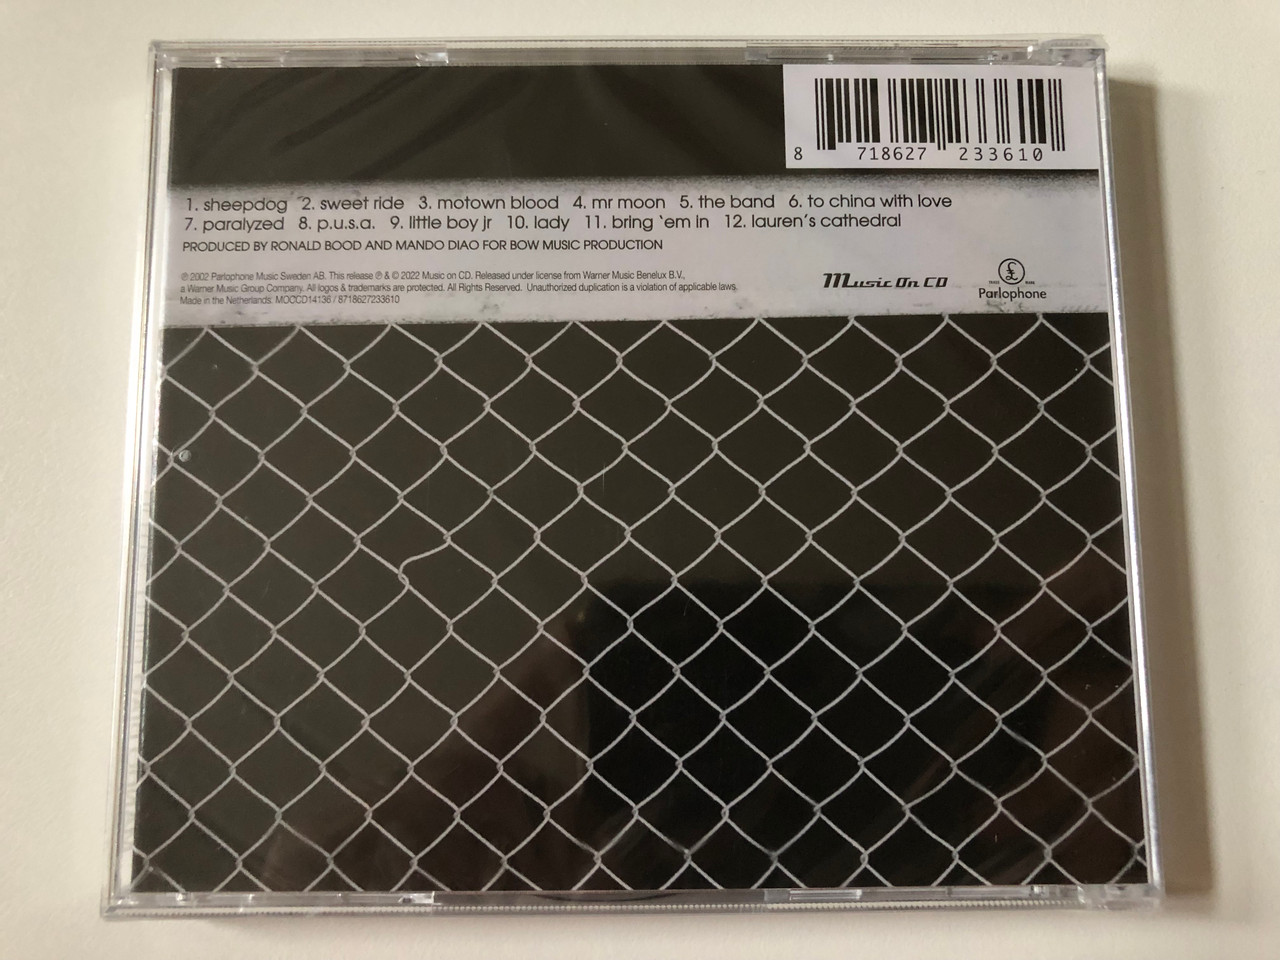 8 718627 233610
1. sheepdog 2. sweet ride 3. motown blood 4. mr moon 5. the band 6. to china with love
7. paralyzed 8. p.u.s.a. 9. little boy jr 10. lady 11. bring 'em in 12. lauren's cathedral
PRODUCED BY RONALD BOOD AND MANDO DIAO FOR BOW MUSIC PRODUCTION
℗ 2002 Parlophone Music Sweden AB. This release ℗ & © 2022 Music on CD. Released under license from Warner Music Benelux B.V.,
a Warner Music Group Company. All logos & trademarks are protected. All Rights Reserved. Unauthorized duplication is a violation of applicable laws.
Made in the Netherlands. MOCCD14136 / 8718627233610
Music On CD
£
TRADE MARK
Parlophone